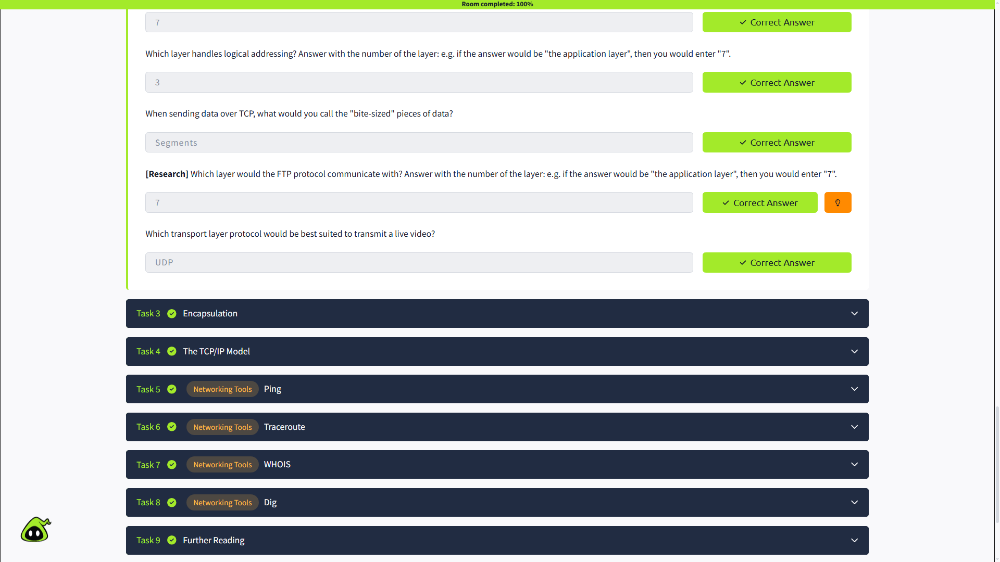 Room completed: 100%
7
Correct Answer
Which layer handles logical addressing? Answer with the number of the layer: e.g. if the answer would be "the application layer", then you would enter "7".
3
Correct Answer
When sending data over TCP, what would you call the "bite-sized" pieces of data?
Segments
Correct Answer
[Research] Which layer would the FTP protocol communicate with? Answer with the number of the layer: e.g. if the answer would be "the application layer", then you would enter "7".
7
Correct Answer
Which transport layer protocol would be best suited to transmit a live video?
UDP
Correct Answer
Task 3 Encapsulation
Task 4 The TCP/IP Model
Task 5 Networking Tools Ping
Task 6 Networking Tools Traceroute
Task 7 Networking Tools WHOIS
Task 8 Networking Tools Dig
Task 9 Further Reading